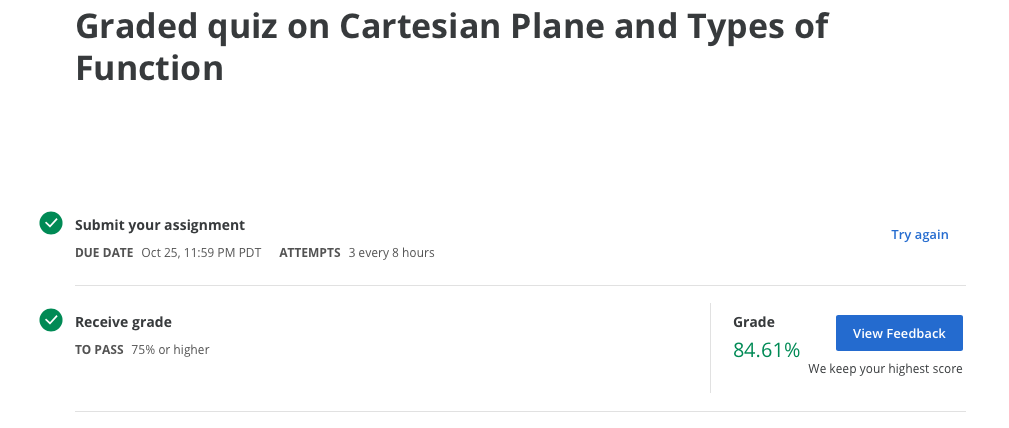 Graded quiz on Cartesian Plane and Types of
Function
Submit your assignment
DUE DATE Oct 25, 11:59 PM PDT ATTEMPTS 3 every 8 hours
Try again
Receive grade
TO PASS 75% or higher
Grade
84.61%
View Feedback
We keep your highest score